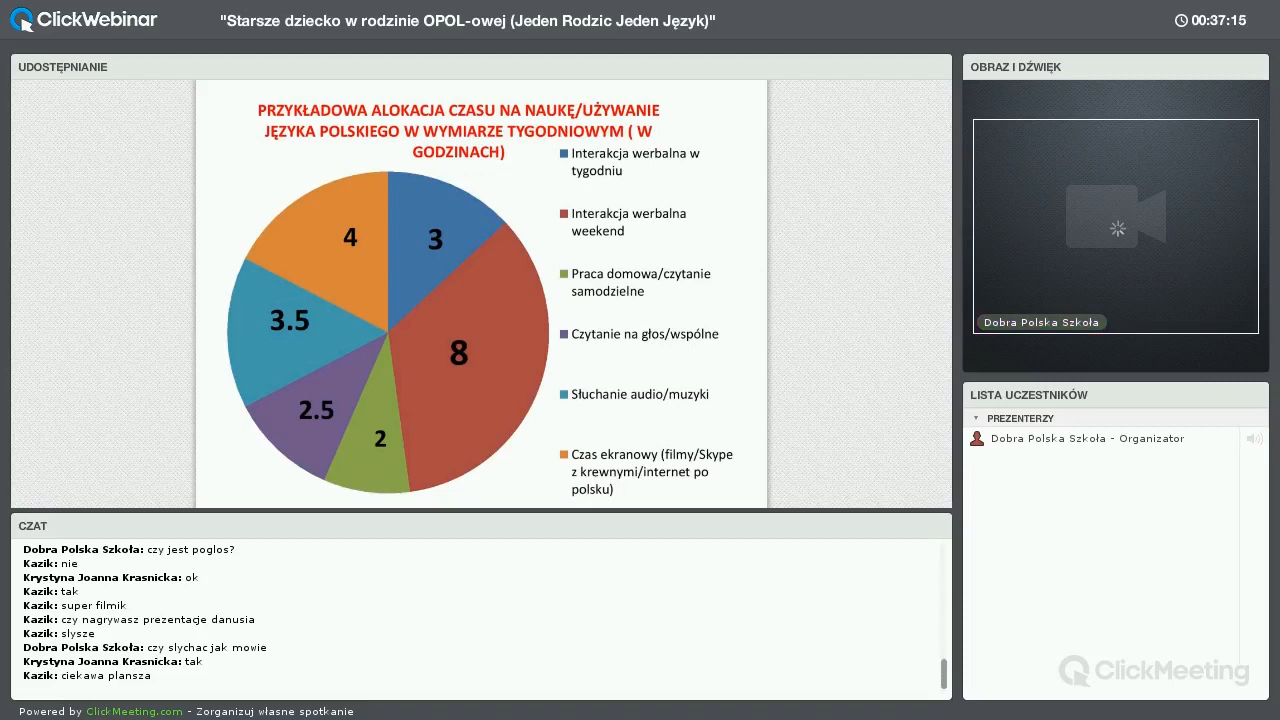 ClickWebinar
"Starsze dziecko w rodzinie OPOL-owej (Jeden Rodzic Jeden Język)"
00:37:15
UDOSTĘPNIANIE
PRZYKŁADOWA ALOKACJA CZASU NA NAUKĘ/UŻYWANIE
JĘZYKA POLSKIEGO W WYMIARZE TYGODNIOWYM ( W
GODZINACH)
Interakcja werbalna w
tygodniu
Interakcja werbalna
weekend
Praca domowa/czytanie
samodzielne
Czytanie na głos/wspólne
Słuchanie audio/muzyki
Czas ekranowy (filmy/Skype
z krewnymi/internet po
polsku)
4
3
3.5
8
2.5
2
OBRAZ I DŹWIĘK
Dobra Polska Szkoła
LISTA UCZESTNIKÓW
PREZENTERZY
Dobra Polska Szkoła - Organizator
ClickMeeting
CZAT
Dobra Polska Szkoła: czy jest poglos?
Kazik: nie
Krystyna Joanna Krasnicka: ok
Kazik: tak
Kazik: super filmik
Kazik: czy nagrywasz prezentacje danusia
Kazik: slysze
Dobra Polska Szkoła: czy slychac jak mowie
Krystyna Joanna Krasnicka: tak
Kazik: ciekawa plansza
Powered by ClickMeeting.com - Zorganizuj własne spotkanie